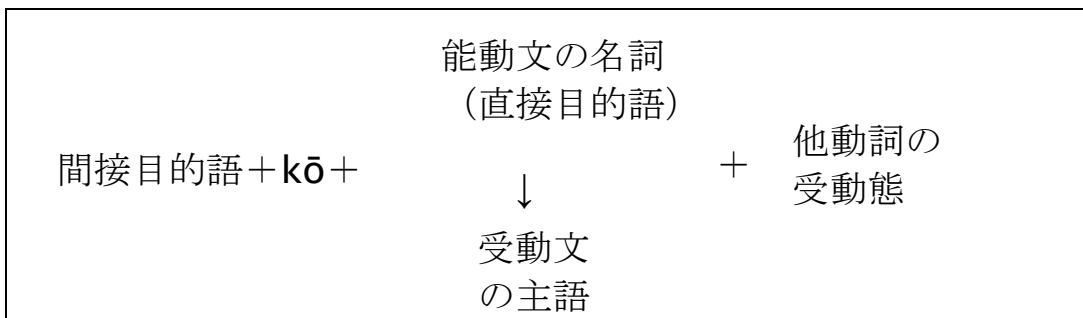 能動文の名詞
（直接目的語）
間接目的語＋kō＋
↓
受動文
の主語
＋
他動詞の
受動態